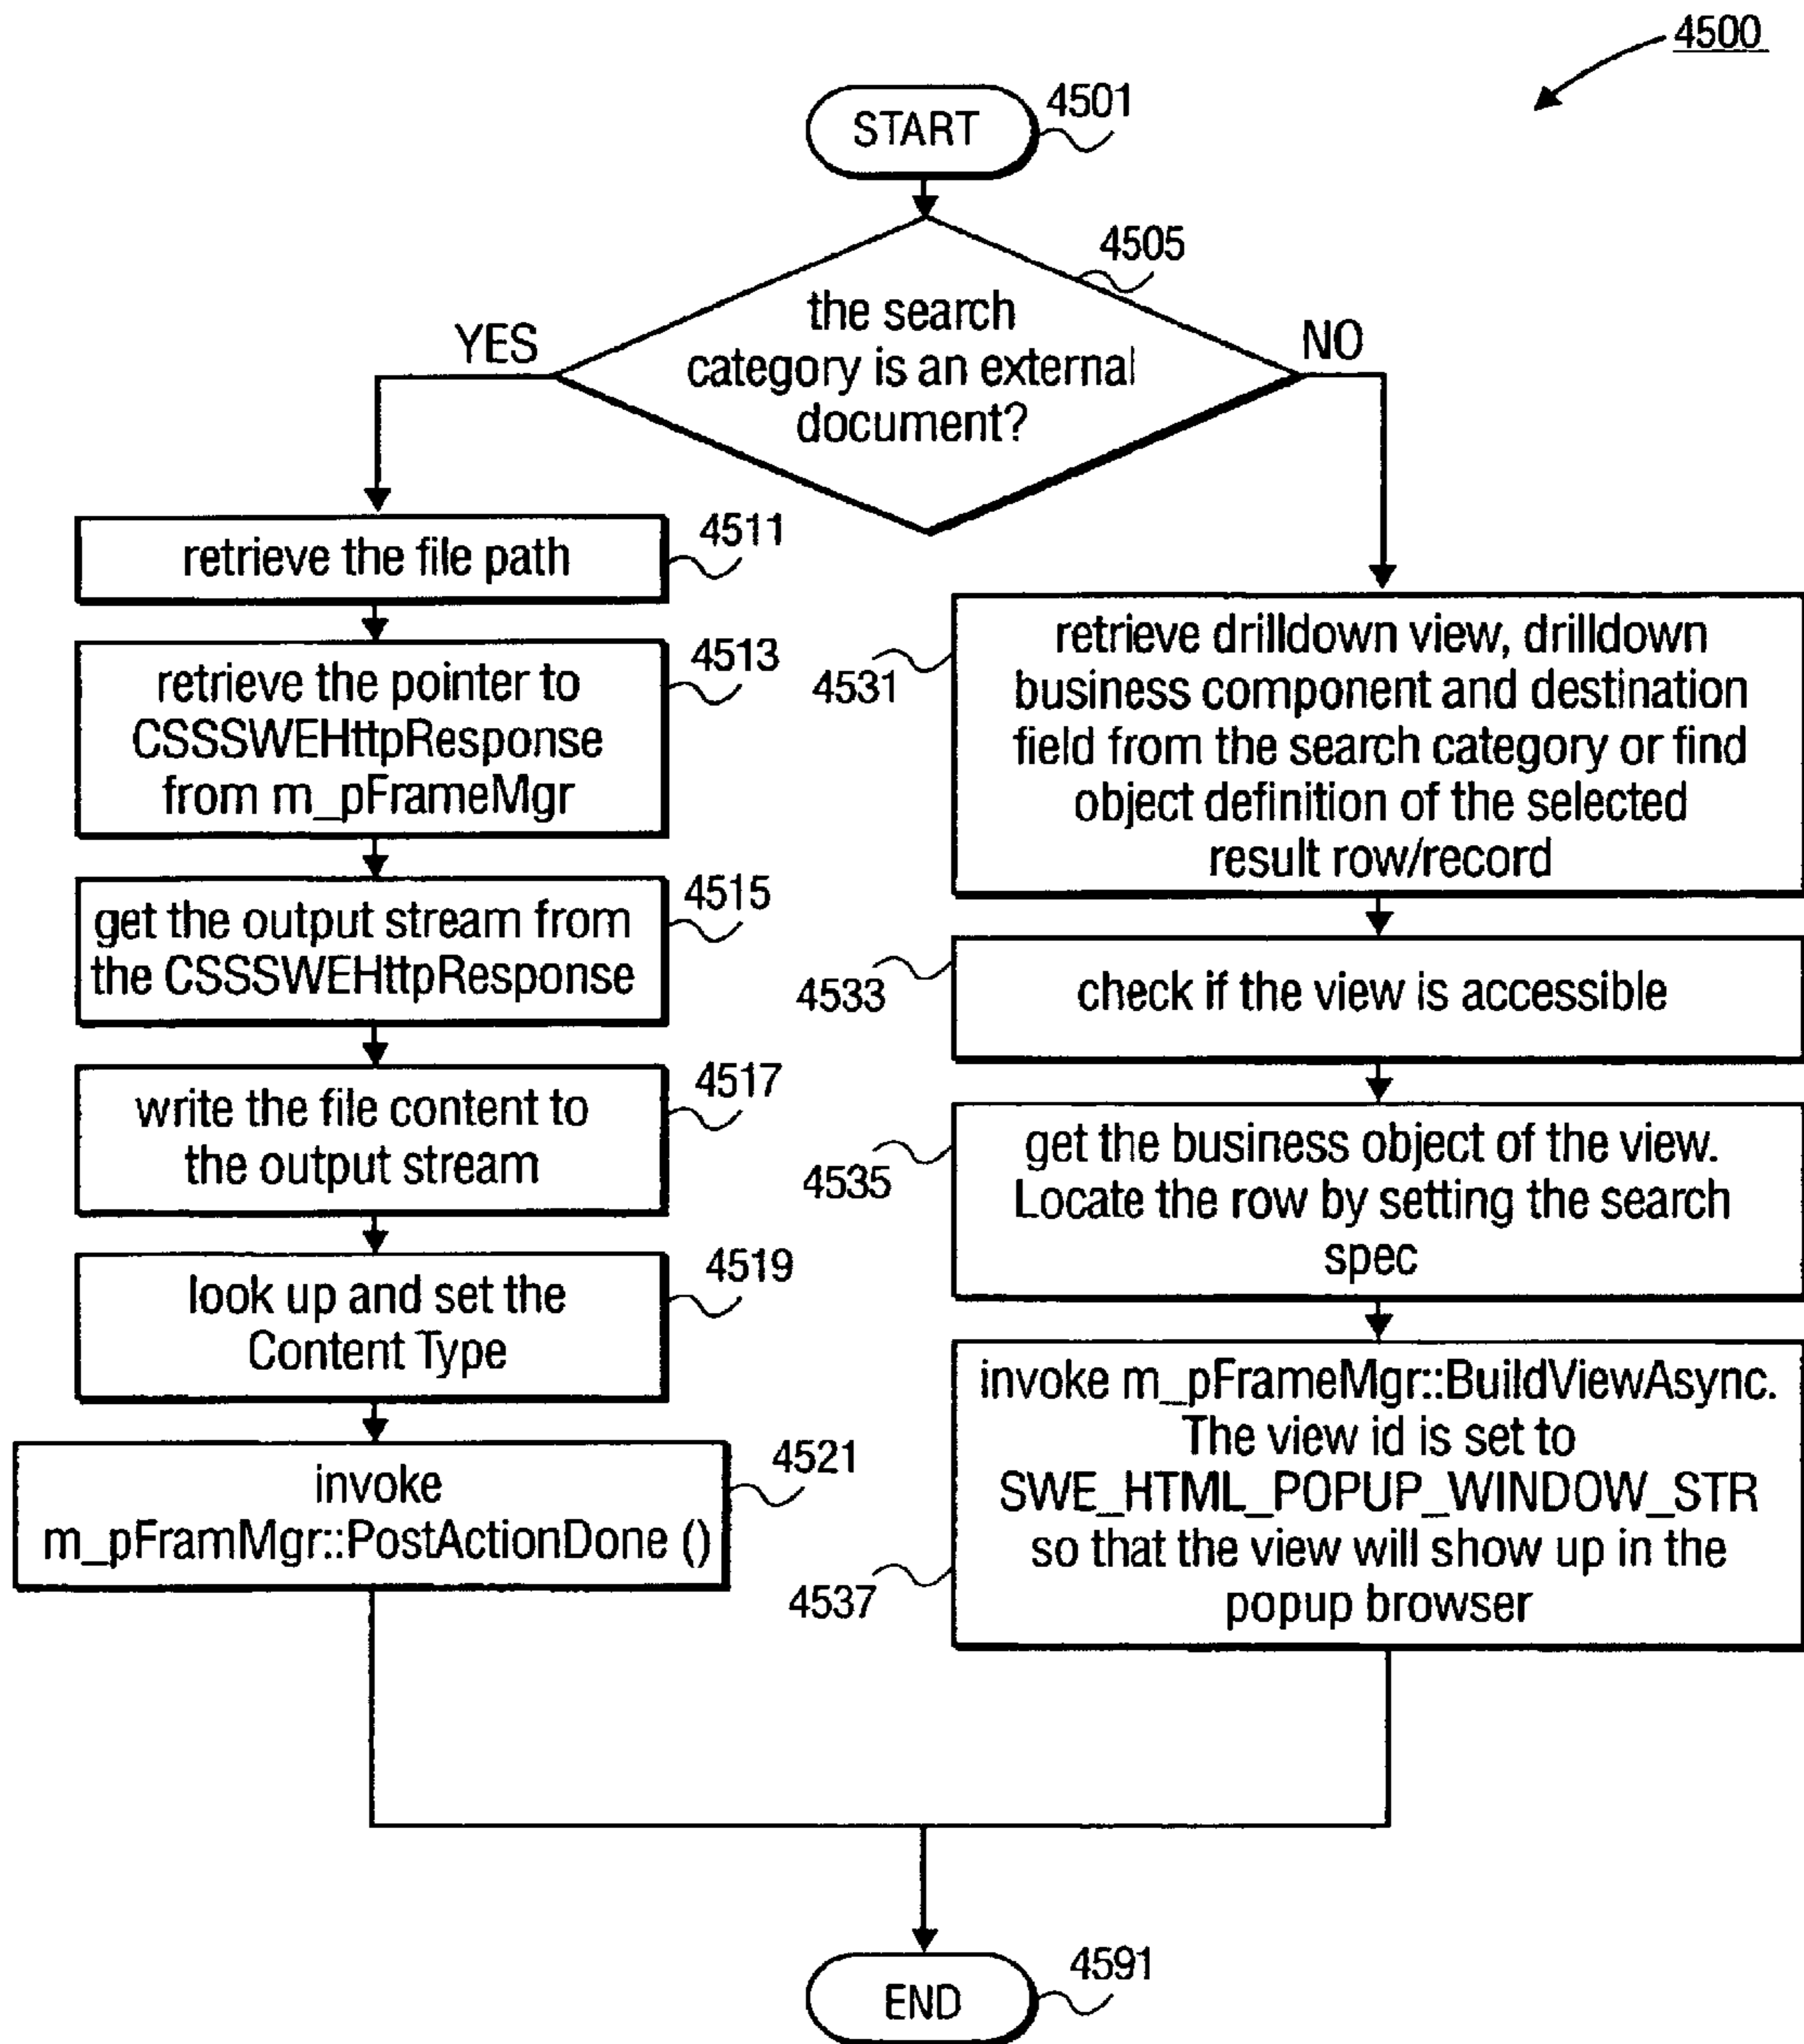 4500
START
4501
4505
the search
category is an external
document?
YES
NO
retrieve the file path
4511
retrieve the pointer to
CSSSWEHttpResponse
from m_pFrameMgr
4513
get the output stream from
the CSSSWEHttpResponse
4515
write the file content to
the output stream
4517
look up and set the
Content Type
4519
invoke
m_pFramMgr::PostActionDone ()
4521
retrieve drilldown view, drilldown
business component and destination
field from the search category or find
object definition of the selected
result row/record
4531
check if the view is accessible
4533
get the business object of the view.
Locate the row by setting the search
spec
4535
invoke m_pFrameMgr::BuildViewAsync.
The view id is set to
SWE_HTML_POPUP_WINDOW_STR
so that the view will show up in the
popup browser
4537
END
4591